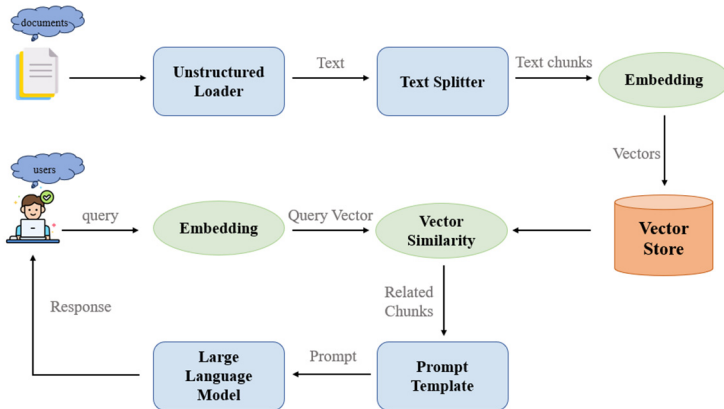 documents
Unstructured
Loader
Text
Text Splitter
Text chunks
Embedding
Vectors
users
query
Embedding
Query Vector
Vector
Similarity
Vector
Store
Related
Chunks
Response
Large
Language
Model
Prompt
Prompt
Template